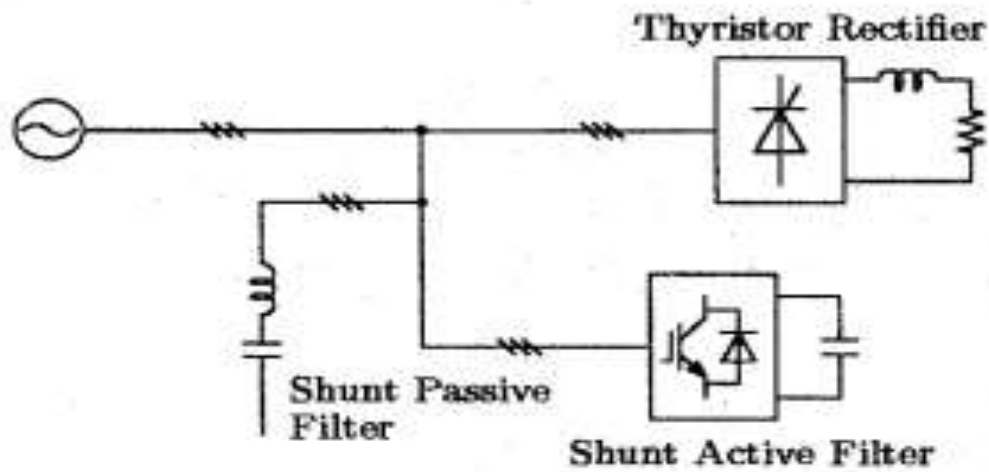 Thyristor Rectifier
Shunt Passive
Filter
Shunt Active Filter